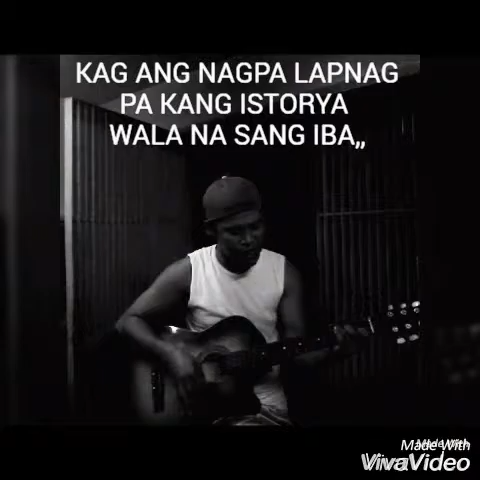 KAG ANG NAGPA LAPNAG
PA KANG ISTORYA
WALA NA SANG IBA,,
Made With
VivaVideo